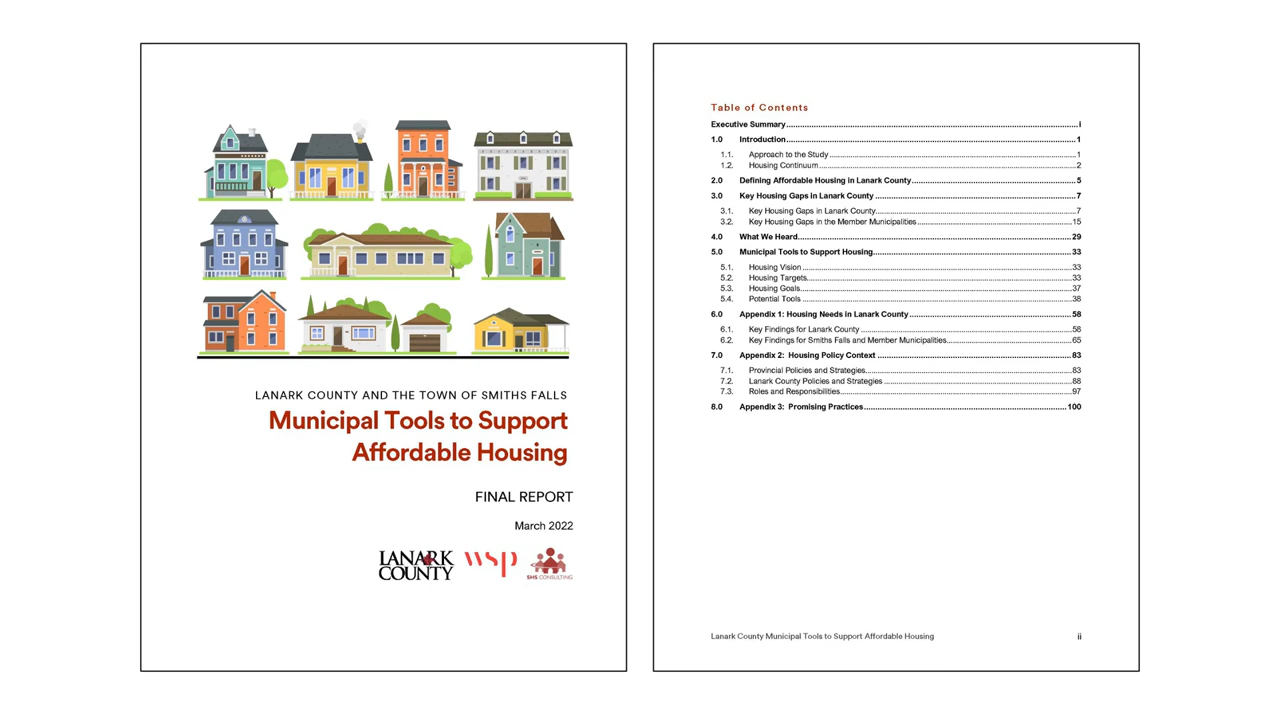 LANARK COUNTY AND THE TOWN OF SMITHS FALLS
Municipal Tools to Support
Affordable Housing
FINAL REPORT
March 2022
LANARK
COUNTY
wsp
SHS CONSULTING
Table of Contents
Executive Summary i
1.0 Introduction 1
1.1. Approach to the Study 1
1.2. Housing Continuum 2
2.0 Defining Affordable Housing in Lanark County 5
3.0 Key Housing Gaps in Lanark County 7
3.1. Key Housing Gaps in Lanark County 7
3.2. Key Housing Gaps in the Member Municipalities 15
4.0 What We Heard 29
5.0 Municipal Tools to Support Housing 33
5.1. Housing Vision 33
5.2. Housing Targets 33
5.3. Housing Goals 37
5.4. Potential Tools 38
6.0 Appendix 1: Housing Needs in Lanark County 58
6.1. Key Findings for Lanark County 58
6.2. Key Findings for Smiths Falls and Member Municipalities 65
7.0 Appendix 2: Housing Policy Context 83
7.1. Provincial Policies and Strategies 83
7.2. Lanark County Policies and Strategies 88
7.3. Roles and Responsibilities 97
8.0 Appendix 3: Promising Practices 100
Lanark County Municipal Tools to Support Affordable Housing ii